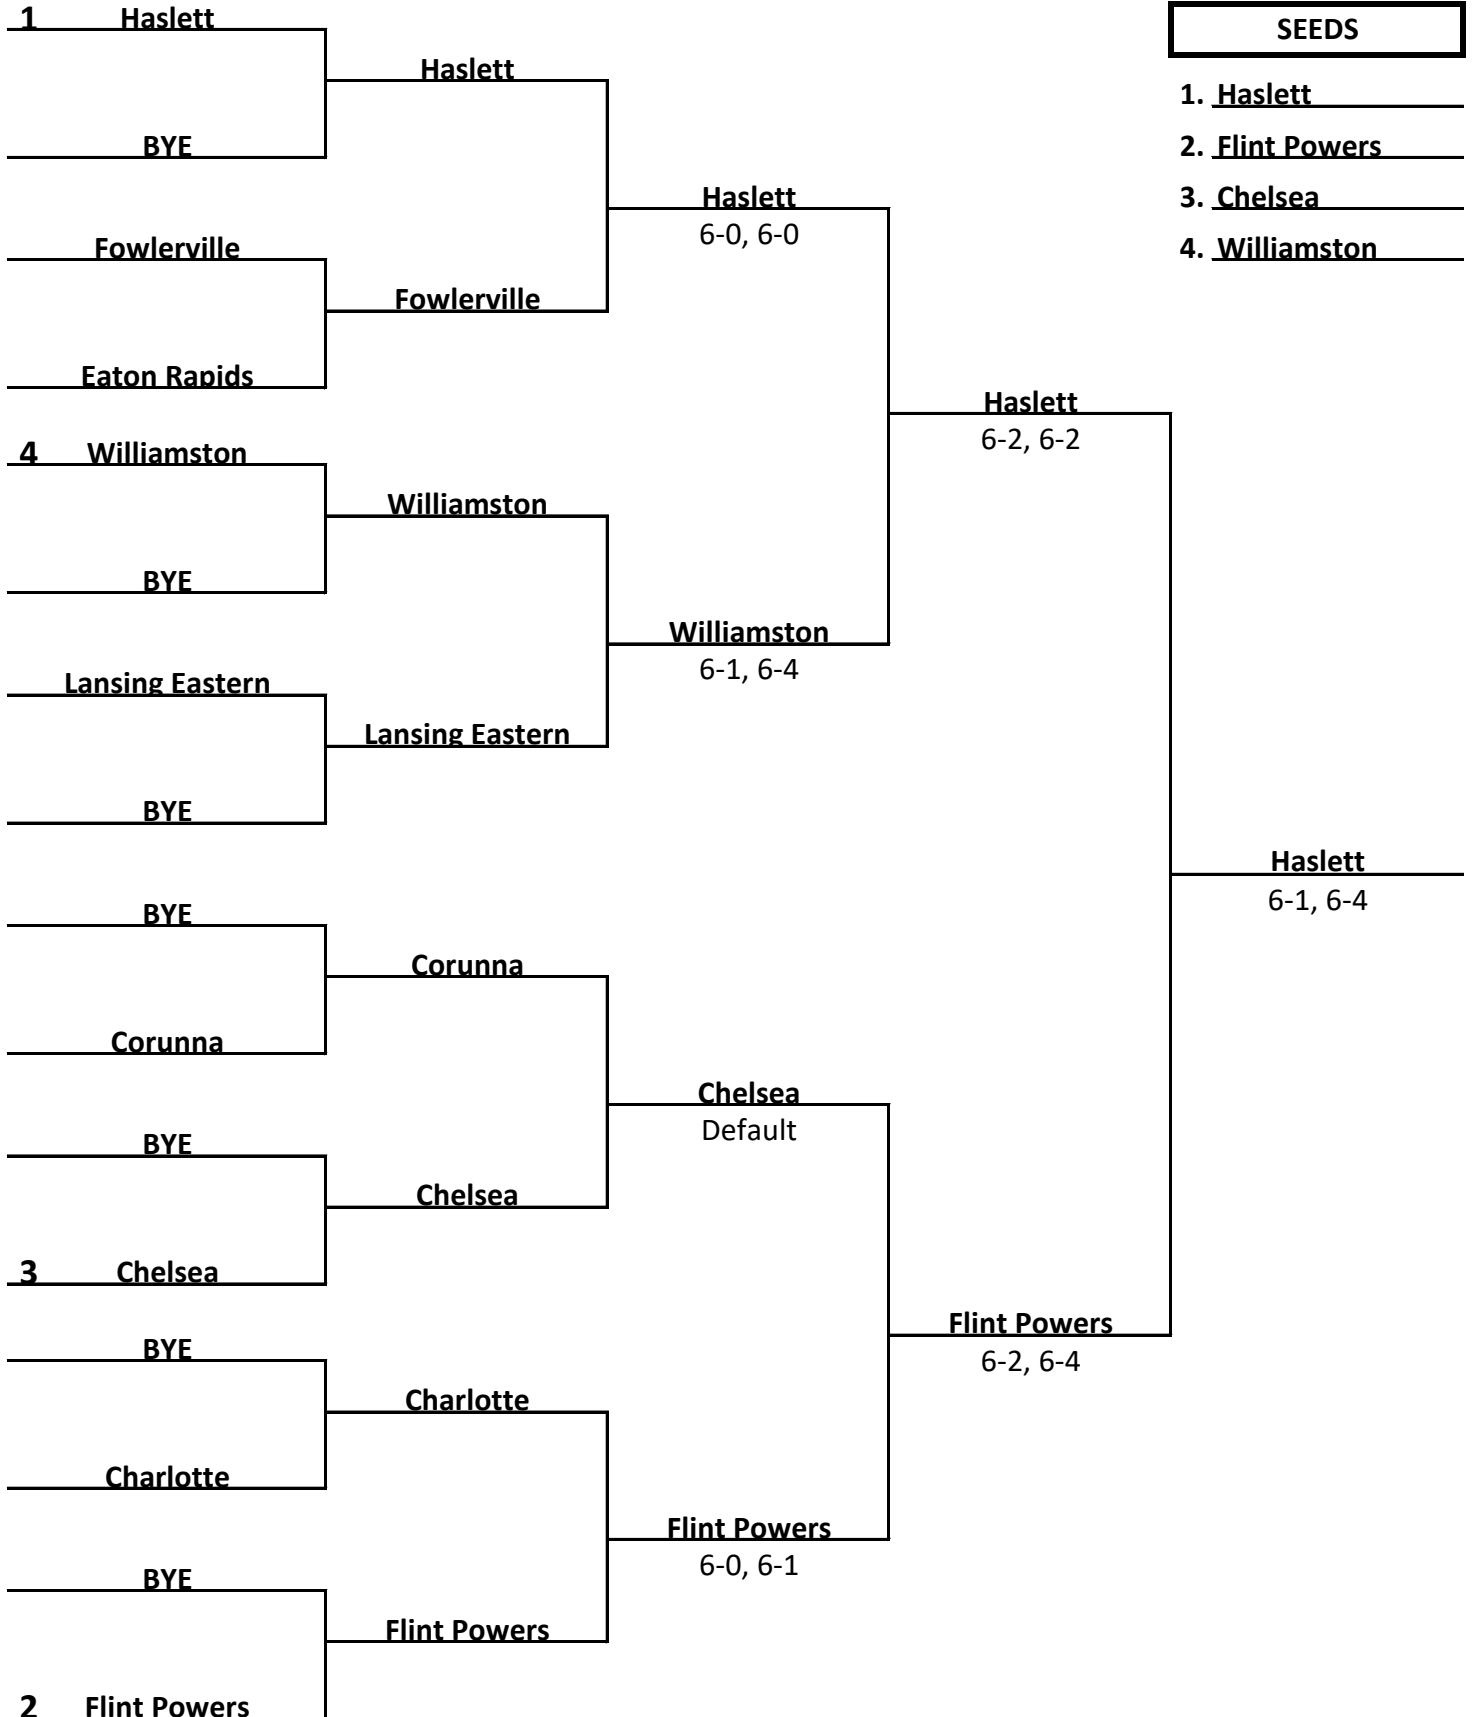 1 Haslett
SEEDS
Haslett
1. Haslett
BYE
2. Flint Powers
Haslett
6-0, 6-0
3. Chelsea
Fowlerville
4. Williamston
Fowlerville
Eaton Rapids
Haslett
6-2, 6-2
4 Williamston
Williamston
BYE
Williamston
6-1, 6-4
Lansing Eastern
Lansing Eastern
BYE
Haslett
6-1, 6-4
BYE
Corunna
Corunna
Chelsea
Default
BYE
Chelsea
3 Chelsea
Flint Powers
6-2, 6-4
BYE
Charlotte
Charlotte
Flint Powers
6-0, 6-1
BYE
Flint Powers
2 Flint Powers